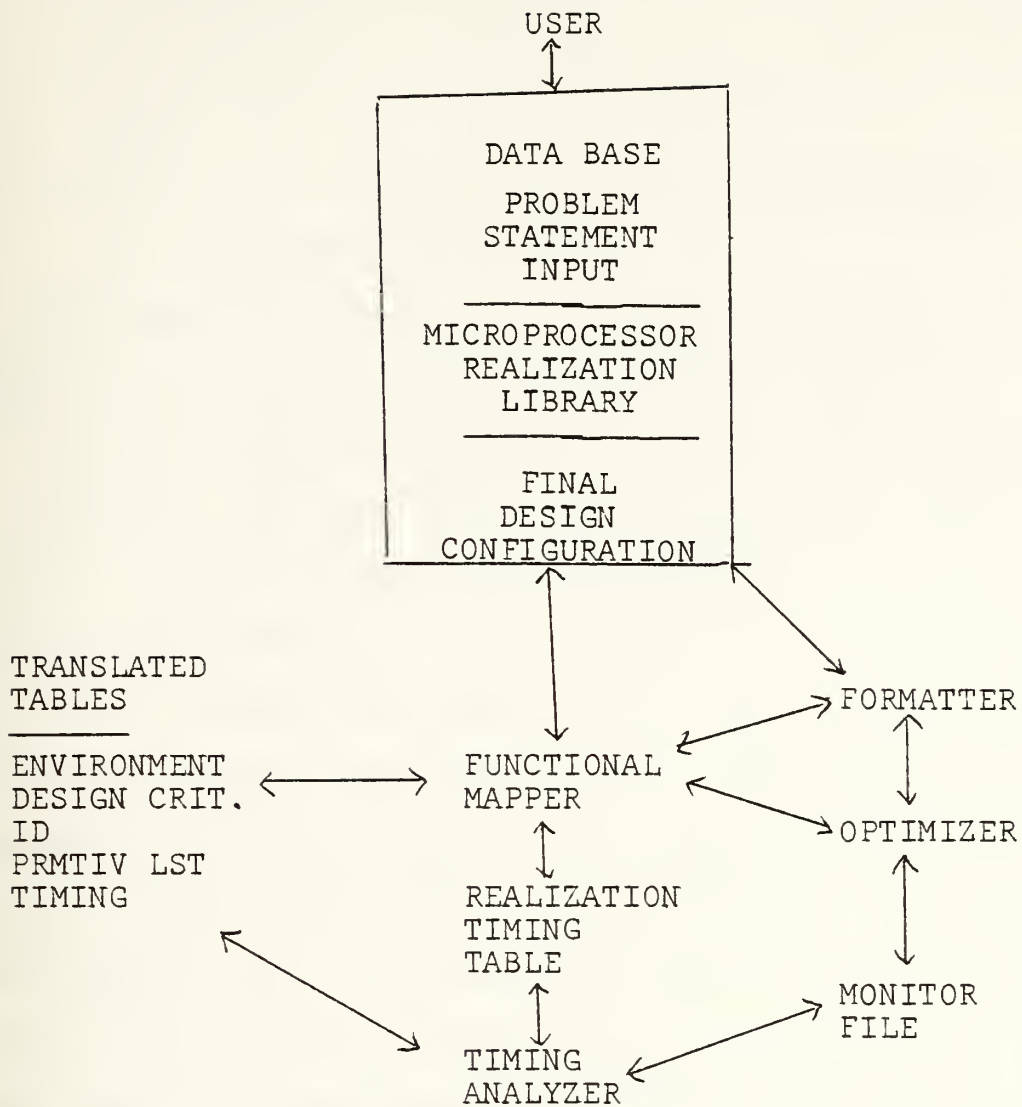 USER
DATA BASE
PROBLEM
STATEMENT
INPUT
MICROPROCESSOR
REALIZATION
LIBRARY
FINAL
DESIGN
CONFIGURATION
TRANSLATED
TABLES
ENVIRONMENT
DESIGN CRIT.
ID
PRMTIV LST
TIMING
FUNCTIONAL
MAPPER
REALIZATION
TIMING
TABLE
TIMING
ANALYZER
FORMATTER
OPTIMIZER
MONITOR
FILE